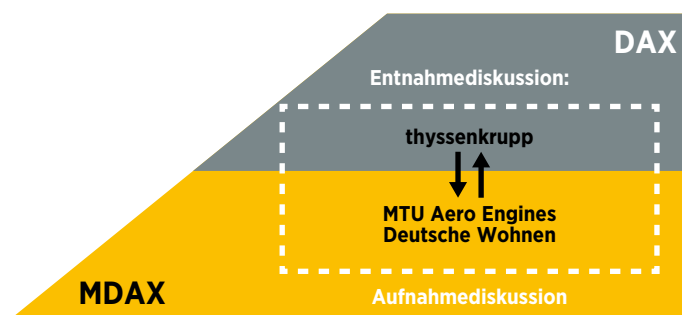 DAX
Entnahmediskussion:
thyssenkrupp
MTU Aero Engines
Deutsche Wohnen
MDAX
Aufnahmediskussion